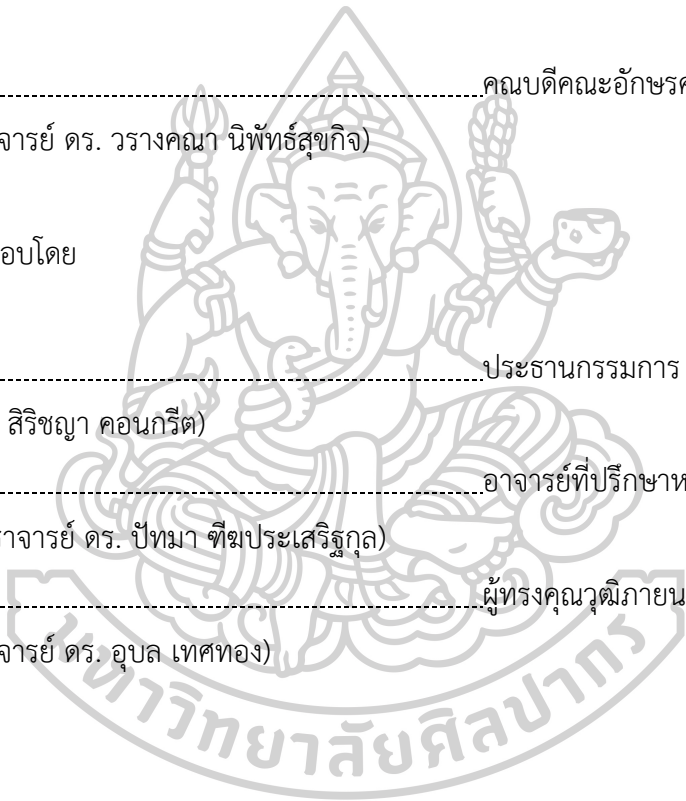 คณบดีคณะอักษรศ
จารย์ ดร. วรางคณา นิพัทธ์สุขกิจ)
อบโดย
ประธานกรรมการ
สิริชญา คอนกรีต)
อาจารย์ที่ปรึกษาห
าจารย์ ดร. ปัทมา ฑีฆประเสริฐกุล)
ผู้ทรงคุณวุฒิภายน
จารย์ ดร. อุบล เทศทอง)
มหาวิทยาลัยศิลปากร